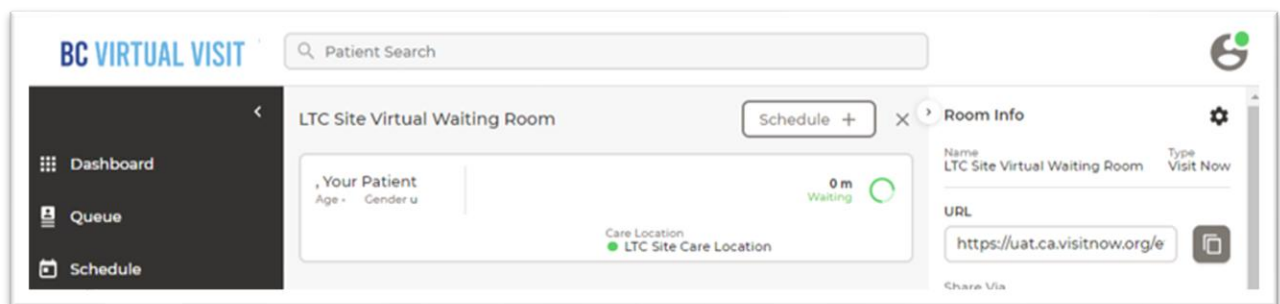 BC VIRTUAL VISIT
Patient Search
Dashboard
Queue
Schedule
LTC Site Virtual Waiting Room
Schedule +
, Your Patient
Age - Gender u
0 m
Waiting
Care Location
LTC Site Care Location
Room Info
Name
LTC Site Virtual Waiting Room
Type
Visit Now
URL
https://uat.ca.visitnow.org/e
Share Via